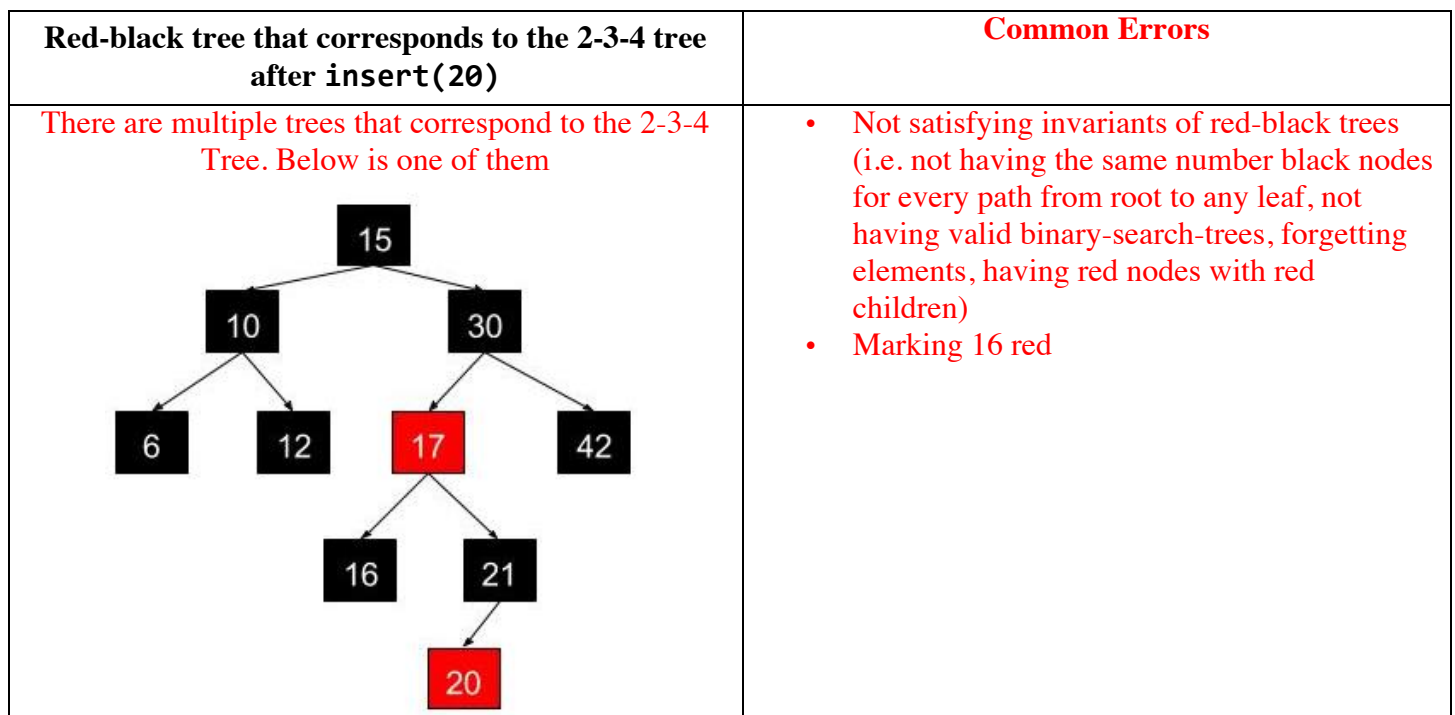 Red-black tree that corresponds to the 2-3-4 tree
after insert(20)
Common Errors
There are multiple trees that correspond to the 2-3-4
Tree. Below is one of them
15
10 30
6 12 17 42
16 21
20
• Not satisfying invariants of red-black trees
(i.e. not having the same number black nodes
for every path from root to any leaf, not
having valid binary-search-trees, forgetting
elements, having red nodes with red
children)
• Marking 16 red